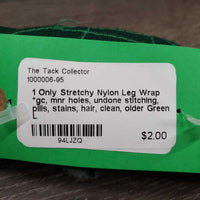 The Tack Collector
1000006-95
1 Only Stretchy Nylon Leg Wrap
*gc, mnr holes, undone stitching,
pills, stains, hair, clean, older Green
L
$2.00
94LJZQ